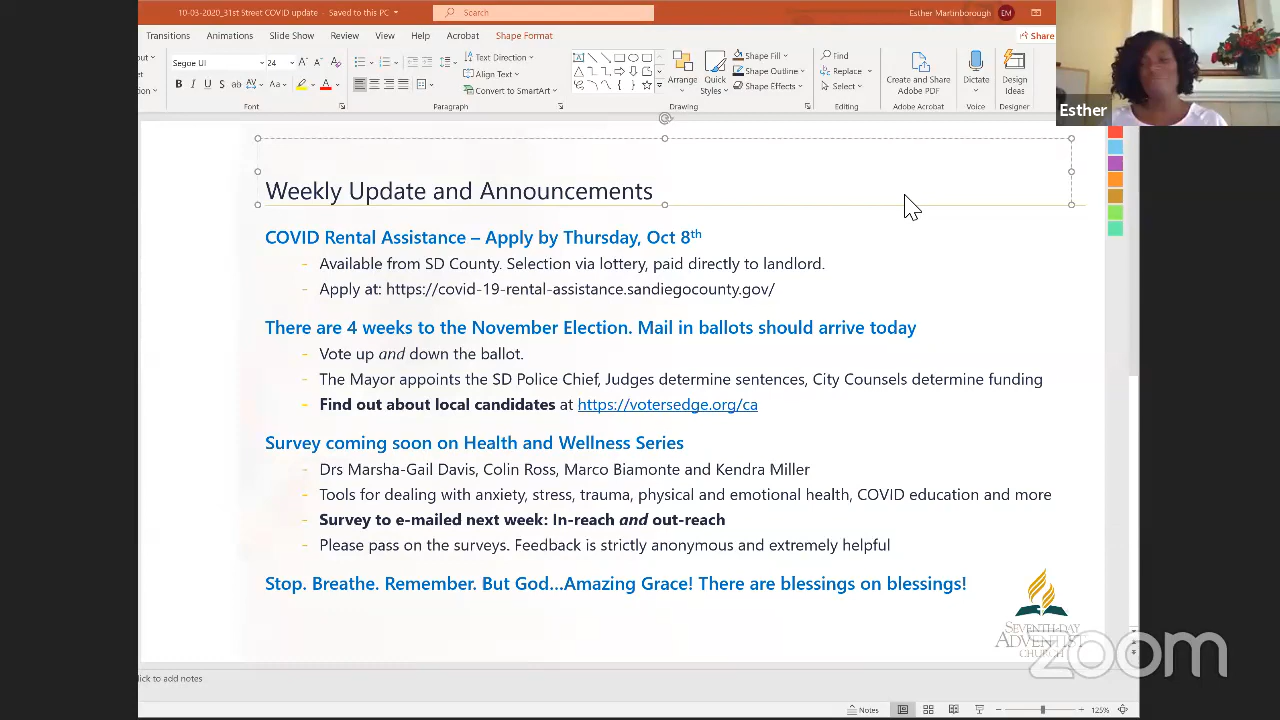 10-03-2020_31st Street COVID update - Saved to this PC
Search
Esther Martinborough
EM
Transitions Animations Slide Show Review View Help Acrobat Shape Format
Share
Segoe UI 24
Text Direction
Align Text
Convert to SmartArt
Arrange
Quick Styles
Shape Fill
Shape Outline
Shape Effects
Find
Replace
Select
Create and Share Adobe PDF
Dictate
Design Ideas
Font Paragraph Drawing Editing Adobe Acrobat Voice Designer
Esther
Weekly Update and Announcements
COVID Rental Assistance – Apply by Thursday, Oct 8th
- Available from SD County. Selection via lottery, paid directly to landlord.
- Apply at: https://covid-19-rental-assistance.sandiegocounty.gov/
There are 4 weeks to the November Election. Mail in ballots should arrive today
- Vote up and down the ballot.
- The Mayor appoints the SD Police Chief, Judges determine sentences, City Counsels determine funding
- Find out about local candidates at https://votersedge.org/ca
Survey coming soon on Health and Wellness Series
- Drs Marsha-Gail Davis, Colin Ross, Marco Biamonte and Kendra Miller
- Tools for dealing with anxiety, stress, trauma, physical and emotional health, COVID education and more
- Survey to e-mailed next week: In-reach and out-reach
- Please pass on the surveys. Feedback is strictly anonymous and extremely helpful
Stop. Breathe. Remember. But God...Amazing Grace! There are blessings on blessings!
SEVENTH-DAY
ADVENTIST
CHURCH
zoom
lick to add notes
Notes
125%